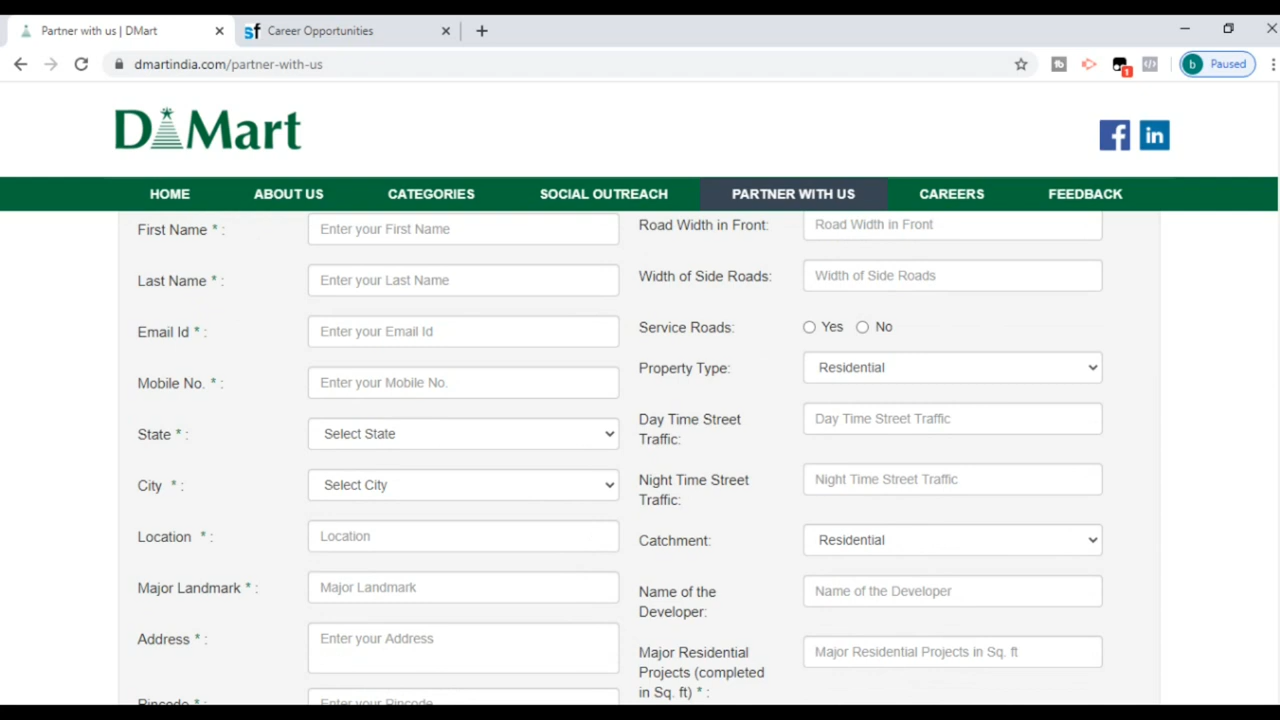 Partner with us | DMart
Career Opportunities
dmartindia.com/partner-with-us
1
b Paused
DMart
f in
HOME ABOUT US CATEGORIES SOCIAL OUTREACH PARTNER WITH US CAREERS FEEDBACK
First Name * :
Enter your First Name
Last Name * :
Enter your Last Name
Email Id * :
Enter your Email Id
Mobile No. * :
Enter your Mobile No.
State * :
Select State
City * :
Select City
Location * :
Location
Major Landmark * :
Major Landmark
Address * :
Enter your Address
Pincode * :
Enter your Pincode
Road Width in Front:
Road Width in Front
Width of Side Roads:
Width of Side Roads
Service Roads:
Yes No
Property Type:
Residential
Day Time Street
Traffic:
Day Time Street Traffic
Night Time Street
Traffic:
Night Time Street Traffic
Catchment:
Residential
Name of the
Developer:
Name of the Developer
Major Residential
Projects (completed
in Sq. ft) * :
Major Residential Projects in Sq. ft